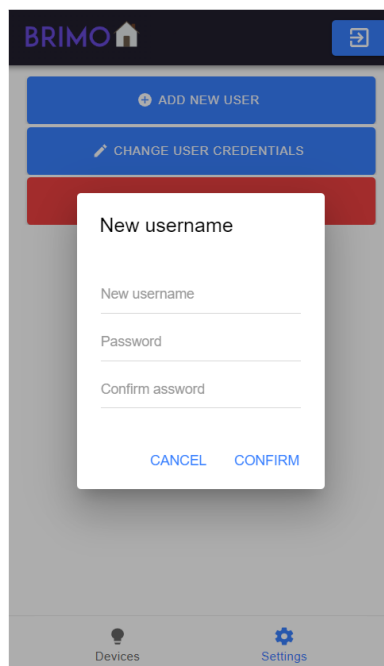 BRIMO
ADD NEW USER
CHANGE USER CREDENTIALS
New username
New username
Password
Confirm assword
CANCEL CONFIRM
Devices Settings